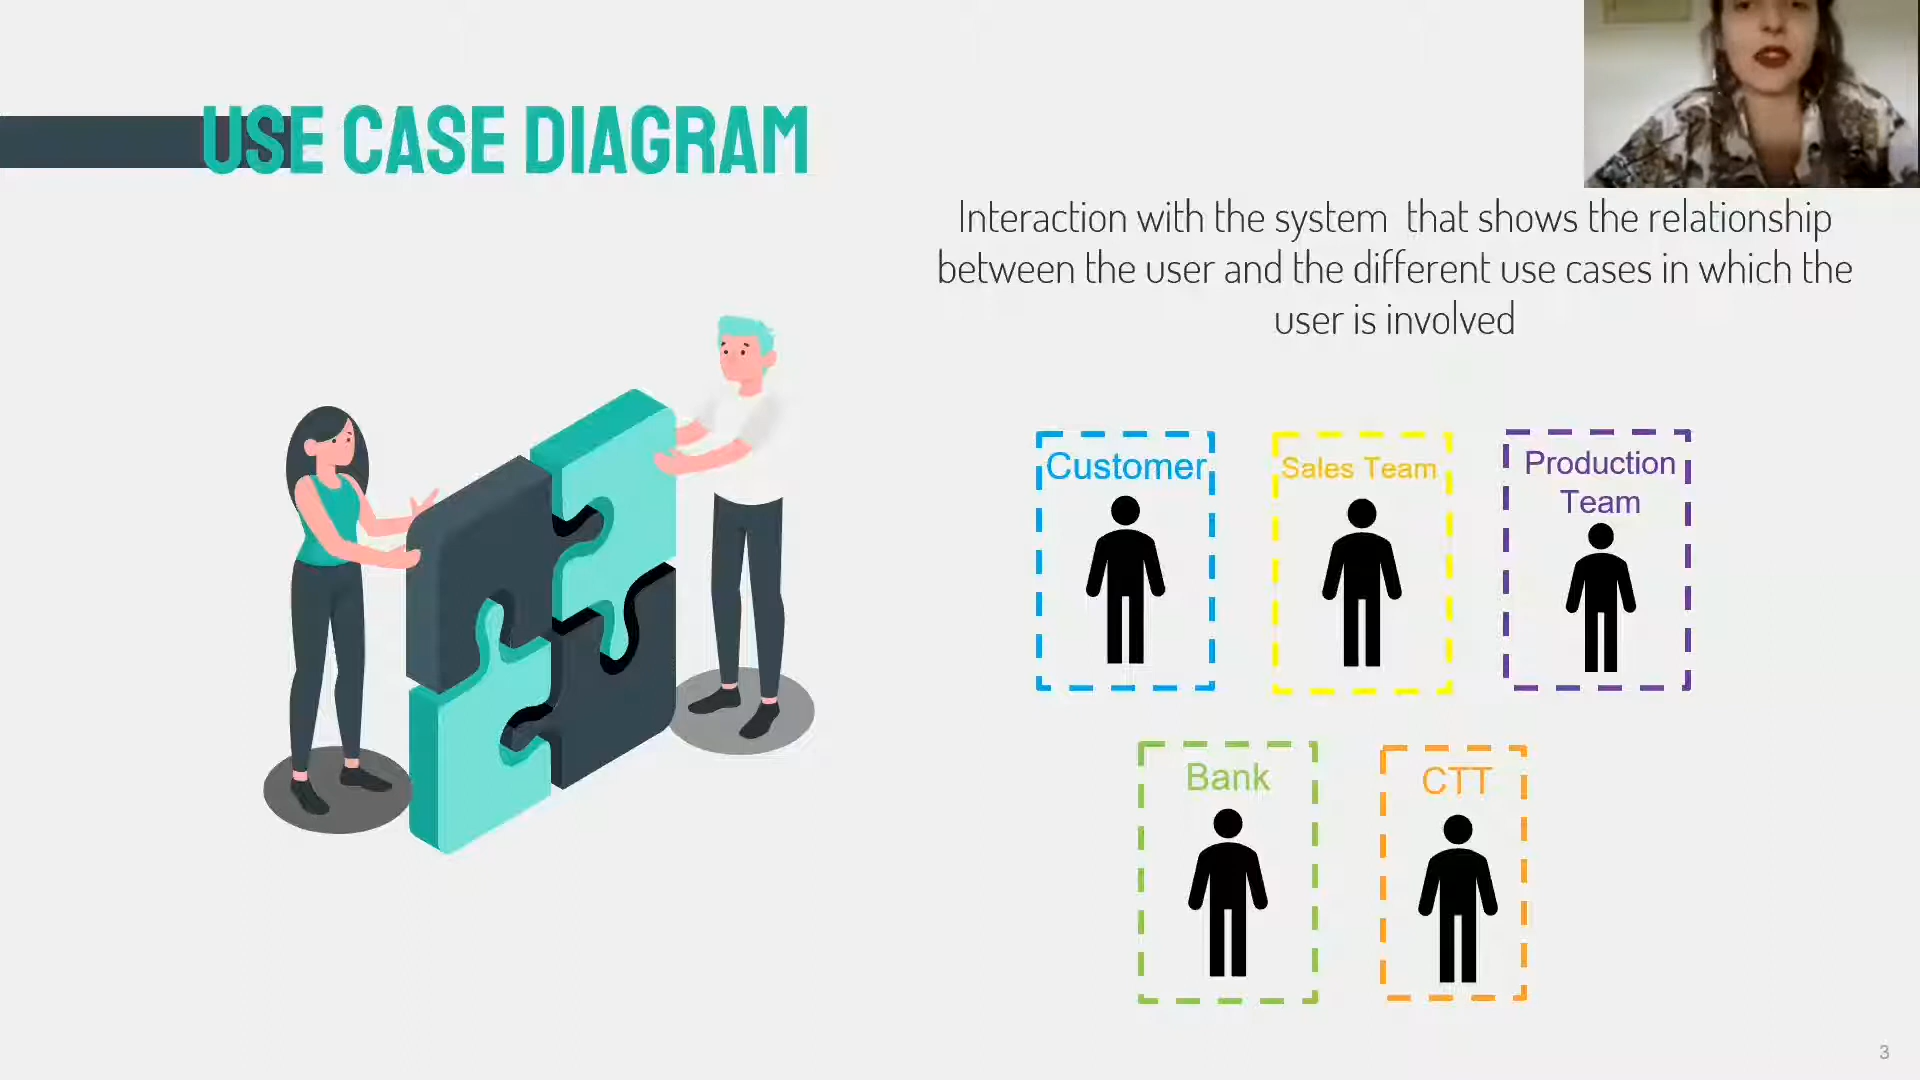 USE CASE DIAGRAM
Interaction with the system that shows the relationship
between the user and the different use cases in which the
user is involved
Customer
Sales Team
Production
Team
Bank
CTT
3